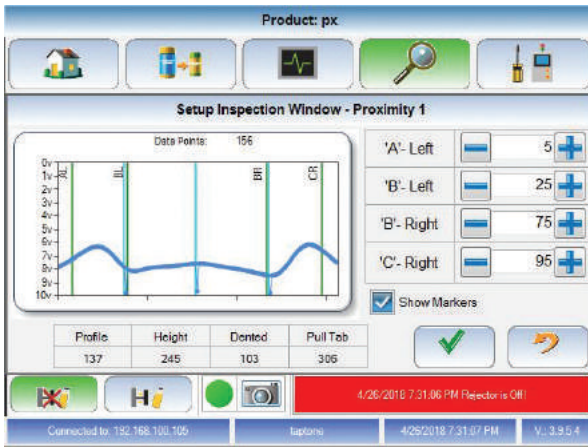 Product: px
Setup Inspection Window - Proximity 1
Data Points: 156
0v
1v
2v
3v
4v
5v
6v
7v
8v
9v
10v
AL
BL
BR
CR
'A'- Left 5
'B'- Left 25
'B'- Right 75
'C'- Right 95
Show Markers
Profile Height Dented Pull Tab
137 245 103 306
H
4/26/2018 7:31:06 PM Rejector is Off!
Connected to: 192.168.100.105 taptone 4/26/2018 7:31:07 PM V.: 3.9.5.4